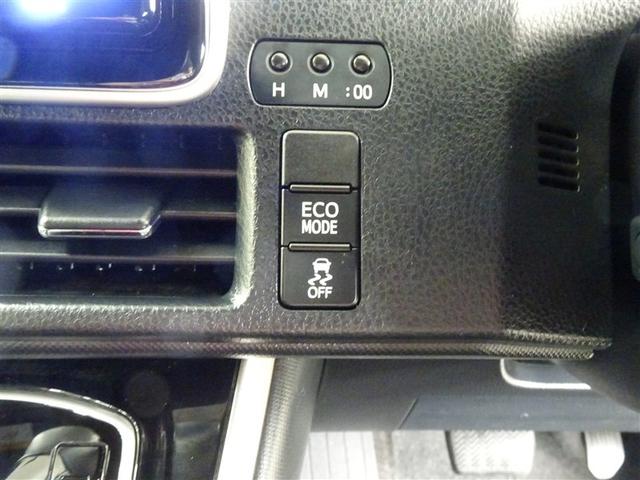 H M :00
ECO
MODE
OFF